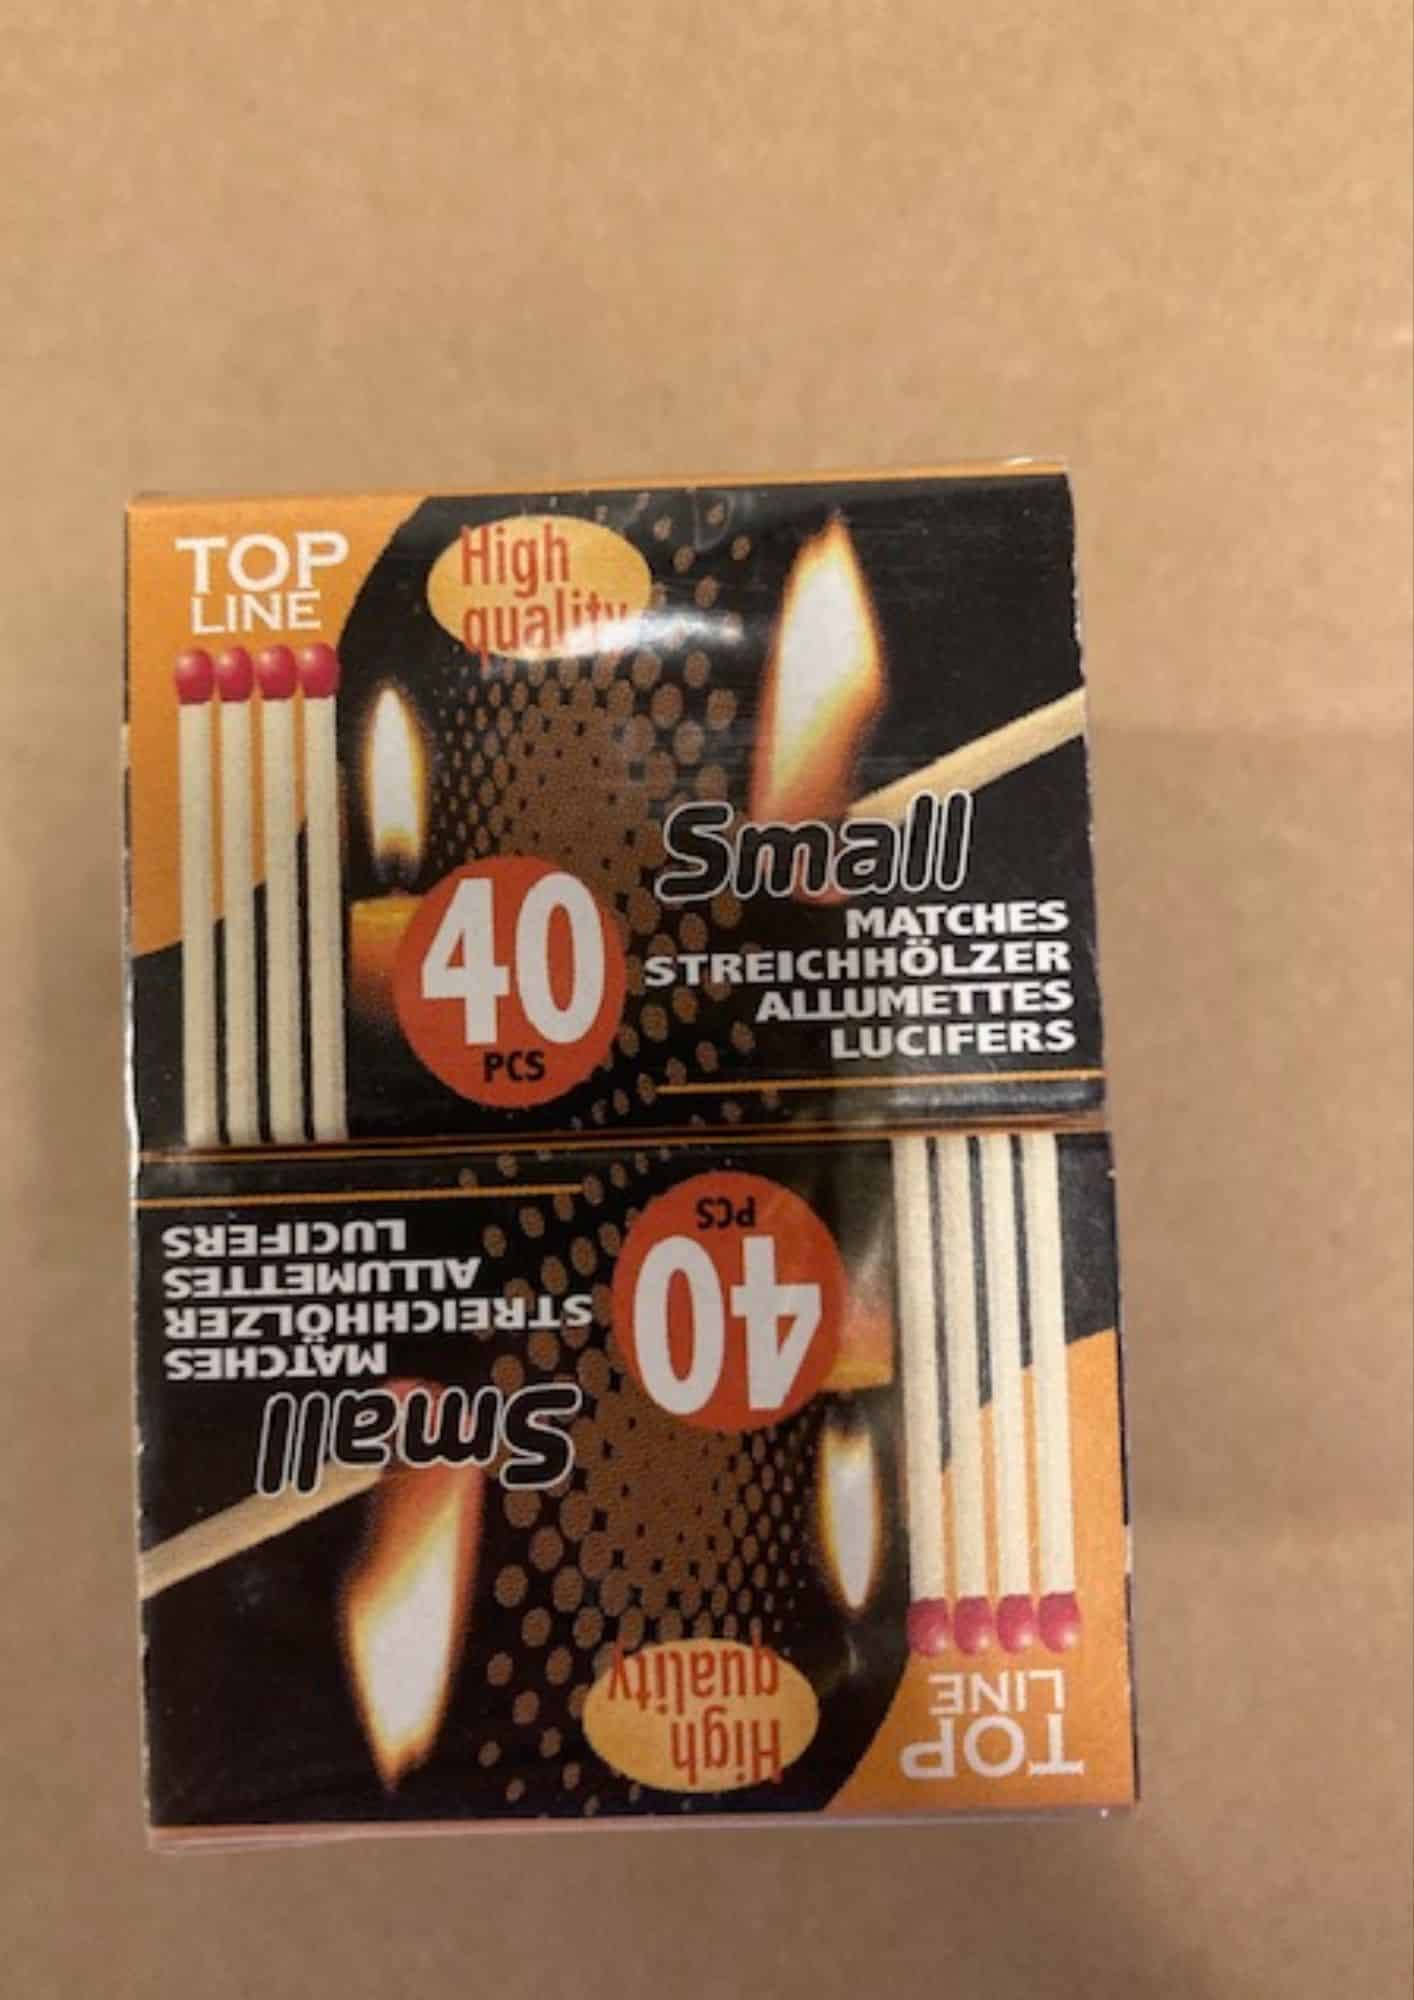 TOP
LINE
High
quality
Small
MATCHES
STREICHHÖLZER
ALLUMETTES
LUCIFERS
40
PCS
TOP
LINE
High
quality
Small
MATCHES
STREICHHÖLZER
ALLUMETTES
LUCIFERS
40
PCS